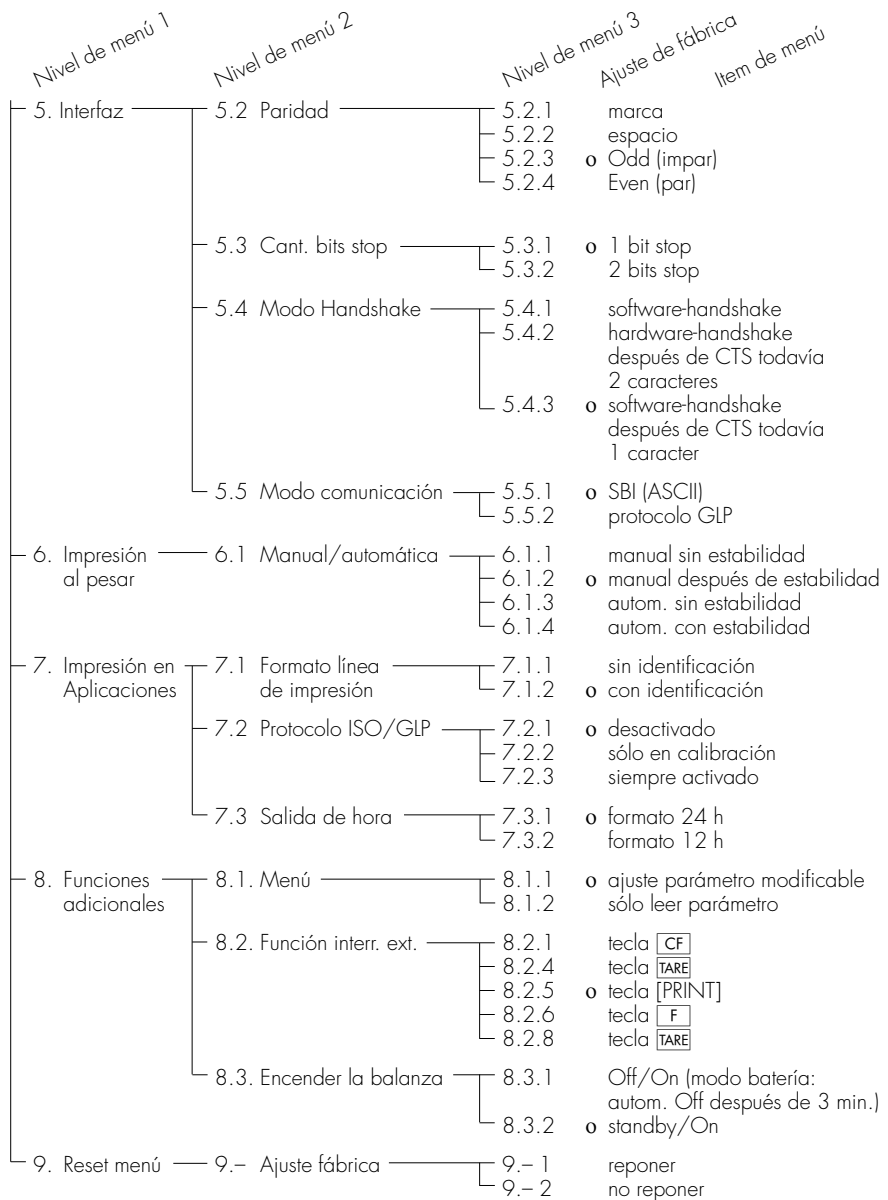 Nivel de menú 1 Nivel de menú 2 Nivel de menú 3 Ajuste de fábrica Item de menú
5. Interfaz 5.2 Paridad 5.2.1 marca
5.2.2 espacio
5.2.3 o Odd (impar)
5.2.4 Even (par)
5.3 Cant. bits stop 5.3.1 o 1 bit stop
5.3.2 2 bits stop
5.4 Modo Handshake 5.4.1 software-handshake
5.4.2 hardware-handshake
después de CTS todavía
2 caracteres
5.4.3 o software-handshake
después de CTS todavía
1 caracter
5.5 Modo comunicación 5.5.1 o SBI (ASCII)
5.5.2 protocolo GLP
6. Impresión 6.1 Manual/automática 6.1.1 manual sin estabilidad
al pesar 6.1.2 o manual después de estabilidad
6.1.3 autom. sin estabilidad
6.1.4 autom. con estabilidad
7. Impresión en 7.1 Formato línea 7.1.1 sin identificación
Aplicaciones de impresión 7.1.2 o con identificación
7.2 Protocolo ISO/GLP 7.2.1 o desactivado
7.2.2 sólo en calibración
7.2.3 siempre activado
7.3 Salida de hora 7.3.1 o formato 24 h
7.3.2 formato 12 h
8. Funciones 8.1. Menú 8.1.1 o ajuste parámetro modificable
adicionales 8.1.2 sólo leer parámetro
8.2. Función interr. ext. 8.2.1 tecla CF
8.2.4 tecla TARE
8.2.5 o tecla [PRINT]
8.2.6 tecla F
8.2.8 tecla TARE
8.3. Encender la balanza 8.3.1 Off/On (modo batería:
autom. Off después de 3 min.)
8.3.2 o standby/On
9. Reset menú 9.– Ajuste fábrica 9.– 1 reponer
9.– 2 no reponer